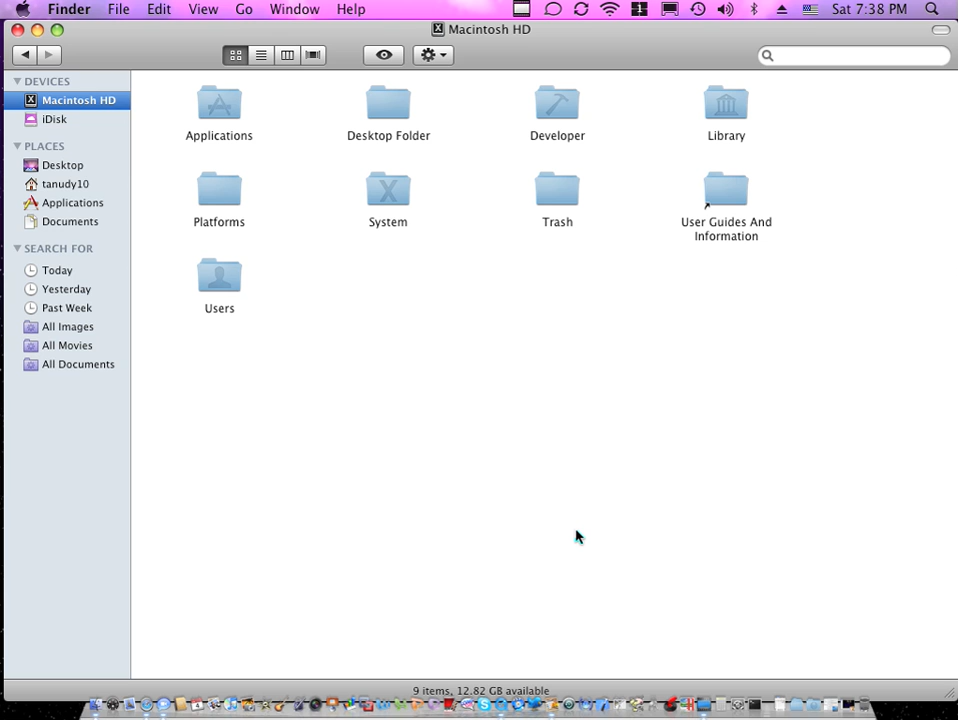 Finder File Edit View Go Window Help Sat 7:38 PM
Macintosh HD
DEVICES
Macintosh HD
iDisk
PLACES
Desktop
tanudy10
Applications
Documents
SEARCH FOR
Today
Yesterday
Past Week
All Images
All Movies
All Documents
Applications Desktop Folder Developer Library
Platforms System Trash User Guides And
Information
Users
9 items, 12.82 GB available